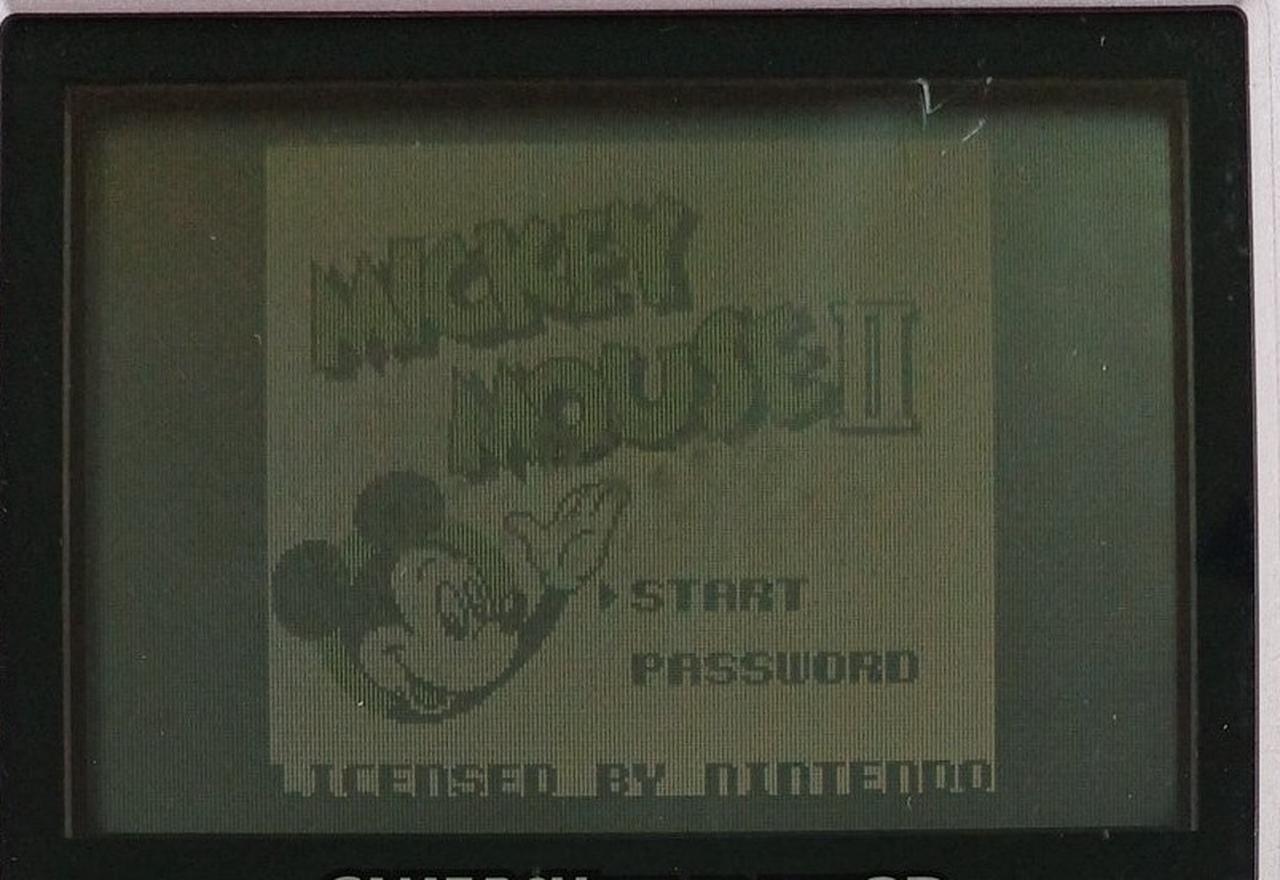 MICKEY
MOUSE II
START
PASSWORD
LICENSED BY NINTENDO